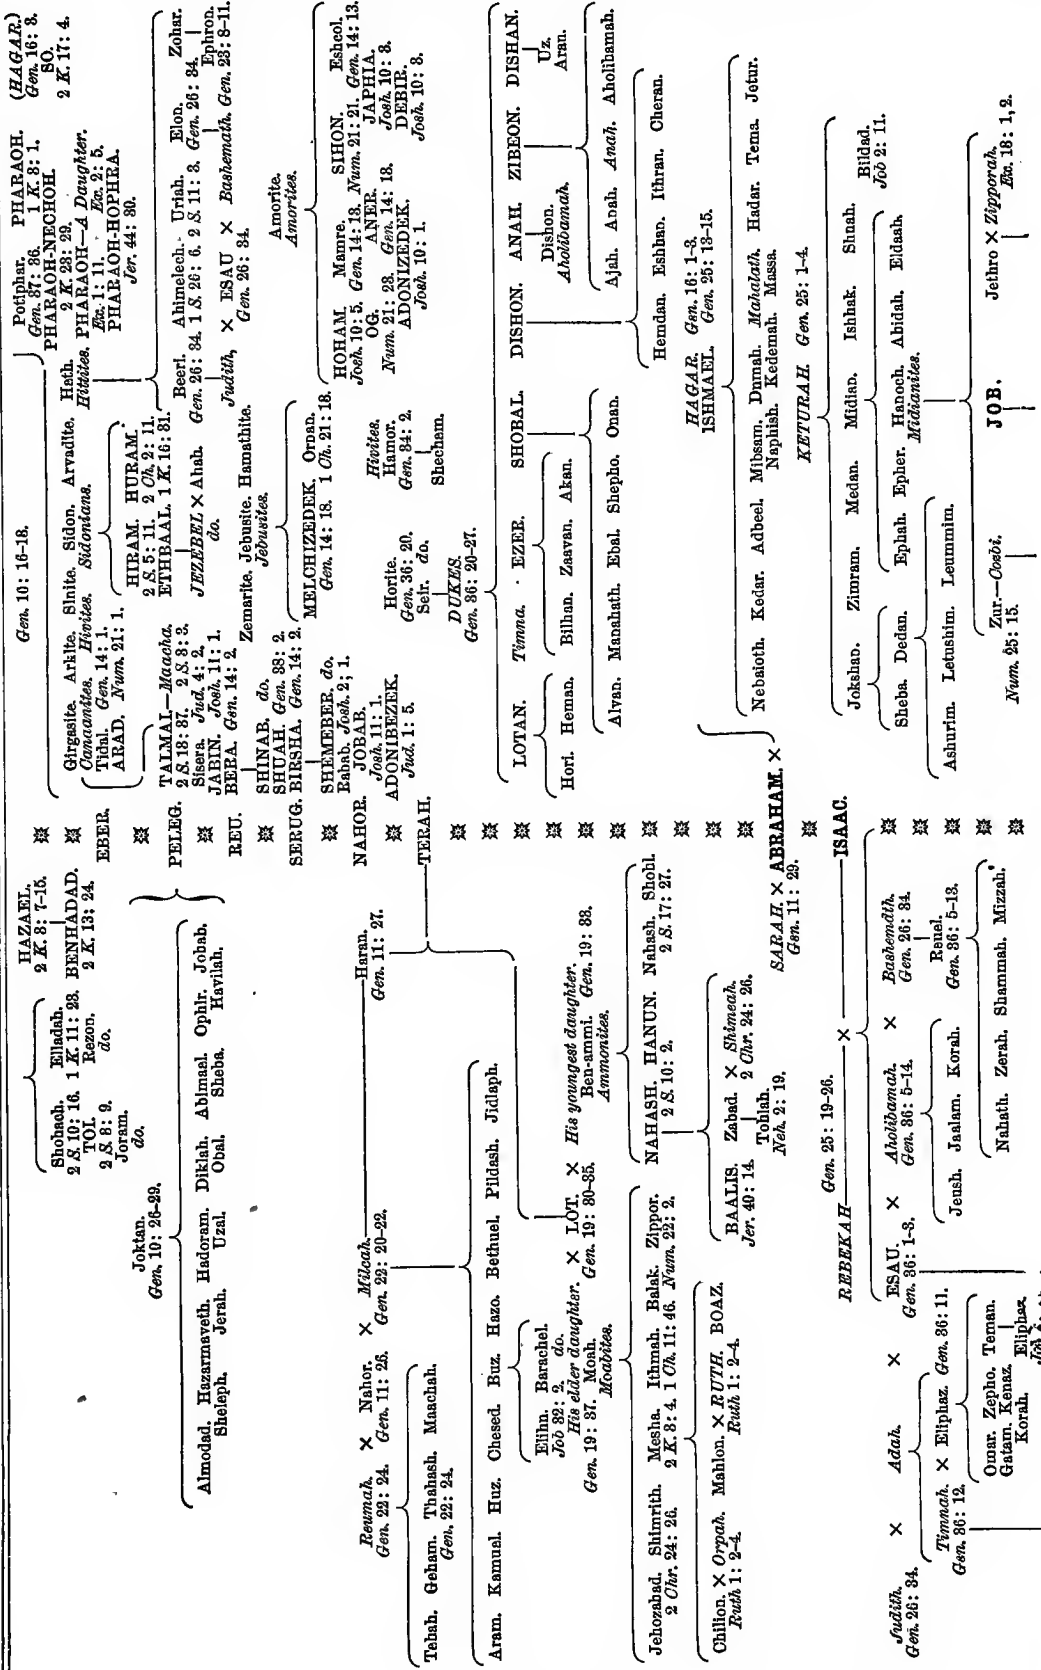 HAZAEL.
2 K. 8: 7-15.
Shobach. Eliadah. BENHADAD.
2 S. 10: 16. 1 K. 11: 23. 2 K. 13: 24.
TOI. Rezon.
2 S. 8: 9. do.
Joram.
do.
EBER.
PELEG.
REU.
SERUG.
NAHOR.
TERAH.
Joktan.
Gen. 10: 26-29.
Almodad. Hazarmaveth. Hadoram. Diklah. Abimael. Ophir. Jobab.
Sheleph. Jerah. Uzal. Obal. Sheba. Havilah.
Gen. 10: 16-18.
Girgasite. Arkite. Sinite. Sidon. Arvadite. Hath.
Canaanites. Hivites. Sidonians. Hittites.
Tidal. Gen. 14: 1.
ARAD. Num. 21: 1.
HIRAM. HURAM.
2 S. 5: 11. 2 Ch. 2: 11.
ETHBAAL. 1 K. 16: 31.
JEZEBEL × Ahab.
do.
TALMAI.—Maacha.
2 S. 13: 37. 2 S. 3: 3.
Sisera. Jud. 4: 2.
JABIN. Josh. 11: 1.
BERA. Gen. 14: 2.
SHINAB. do.
SHUAH. Gen. 38: 2.
BIRSHA. Gen. 14: 2.
SHEMEBER. do.
Rahab. Josh. 2; 1.
JOBAB.
Josh. 11: 1.
ADONIBEZEK.
Jud. 1: 5.
Potiphar. PHARAOH. (HAGAR.)
Gen. 37: 36. 1 K. 3: 1. Gen. 16: 3.
PHARAOH-NECHOH. SO.
2 K. 23: 29. 2 K. 17: 4.
PHARAOH—A Daughter.
Ex. 1: 11. Ex. 2: 5.
PHARAOH-HOPHRA.
Jer. 44: 30.
Beeri. Ahimelech. Uriah. Elon. Zohar.
Gen. 26: 34. 1 S. 26: 6. 2 S. 11: 3. Gen. 26: 34. Ephron.
Judith, × ESAU × Bashemath. Gen. 23: 8-11.
Gen. 26: 34.
Zemarite. Jebusite. Hamathite. Amorite.
Jebusites. Amorites.
MELCHIZEDEK. Ornan.
Gen. 14: 18. 1 Ch. 21: 18.
HOHAM. Mamre. SIHON. Eshcol.
Josh. 10: 5. Gen. 14: 13. Num. 21: 21. Gen. 14: 13.
OG. ANER. JAPHIA.
Num. 21: 23. Gen. 14: 18. Josh. 10: 3.
ADONIZEDEK. DEBIR.
Josh. 10: 1. Josh. 10: 3.
Horite. Hivites.
Gen. 36: 20. Hamor.
Seir. do. Gen. 34: 2.
Shecham.
DUKES.
Gen. 36: 20-27.
LOTAN. Timna. EZER. SHOBAL. DISHON. ANAH. ZIBEON. DISHAN.
Hori. Heman. Bilhan. Zaavan. Akan. Dishon. Uz.
Aholibamah. Aran.
Alvan. Manahath. Ebal. Shepho. Onan. Ajah. Anah. Anah. Aholibamah.
Hemdan. Eshban. Ithran. Cheran.
Reumah. × Nahor. × Milcah. Haran.
Gen. 22: 24. Gen. 11: 26. Gen. 22: 20-22. Gen. 11: 27.
Tebah. Geham. Thahash. Maachah.
Gen. 22: 24.
Aram. Kamual. Huz. Chesed. Buz. Hazo. Bethuel. Pildash. Jidlaph.
Elihu. Barachel.
Job 32: 2. do.
His elder daughter. × LOT. × His youngest daughter.
Gen. 19: 37. Moab. Gen. 19: 30-35. Ben-ammi. Gen. 19: 38.
Moabites. Ammonites.
Jehozabad. Shimrith. Mesha. Ithmah. Balak. Zippor.
2 Chr. 24: 26. 2 K. 3: 4. 1 Ch. 11: 46. Num. 22: 2.
NAHASH. HANUN. Nahash. Shobi.
2 S. 10: 2. 2 S. 17: 27.
Chilion. × Orpah. Mahlon. × RUTH. BOAZ.
Ruth 1: 2-4. Ruth 1: 2-4.
BAALIS. Zabad. × Shimeah.
Jer. 40: 14. 2 Chr. 24: 26.
Tobiah.
Neh. 2: 19.
SARAH. × ABRAHAM. ×
Gen. 11: 29.
HAGAR. Gen. 16: 1-3.
ISHMAEL. Gen. 25: 13-15.
Nebaioth. Kedar. Adbeel. Mibsam. Dumah. Mahalath. Hadar. Tema. Jetur.
Naphish. Kedemah. Massa.
KETURAH Gen. 25: 1-4.
Jokshan. Zimram. Medan. Midian. Ishbak. Shuah.
Sheba. Dedan. Bildad.
Job 2: 11.
Ephah. Epher. Hanoch. Abidah. Eldaah.
Midianites.
Ashurim. Letushim. Leummim.
Zur.—Cozbi. JOB. Jethro × Zipporah.
Num. 25: 15. Ex. 18: 1, 2.
REBEKAH × ISAAC.
Gen. 25: 19-26.
Judith. × Adah. × ESAU. × Aholibamah. × Bashemath.
Gen. 26: 34. Gen. 36: 1-3. Gen. 36: 5-14. Gen. 26: 34.
Timnah. × Eliphaz. Gen. 36: 11. Jeush. Jaalam. Korah. Reuel.
Gen. 36: 12. Gen. 36: 5-13.
Omar. Zepho. Teman. Nahath. Zerah. Shammah. Mizzah.
Gatam. Kenaz. Eliphaz.
Korah.